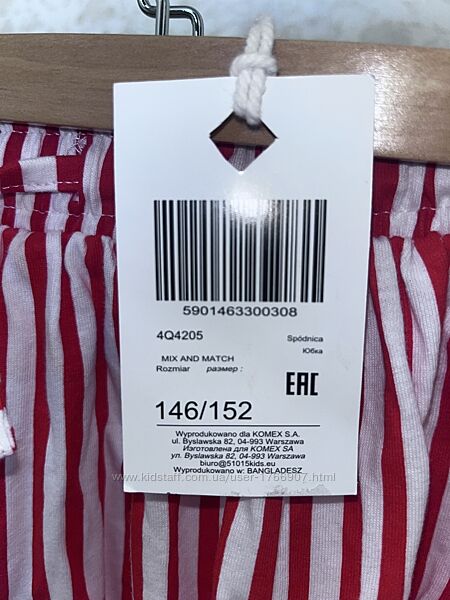 5901463300308
4Q4205 Spódnica
Юбка
MIX AND MATCH
Rozmiar размер :
EAC
146/152
Wyprodukowano dla KOMEX S.A.
ul. Byslawska 82, 04-993 Warszawa
Изготовлена для KOMEX SA
ул. Byslawska 82, 04-993 Warszawa
biuro@51015kids.eu
Wyprodukowano w: BANGLADESZ
www.kidstaff.com.ua/user-1766907.html